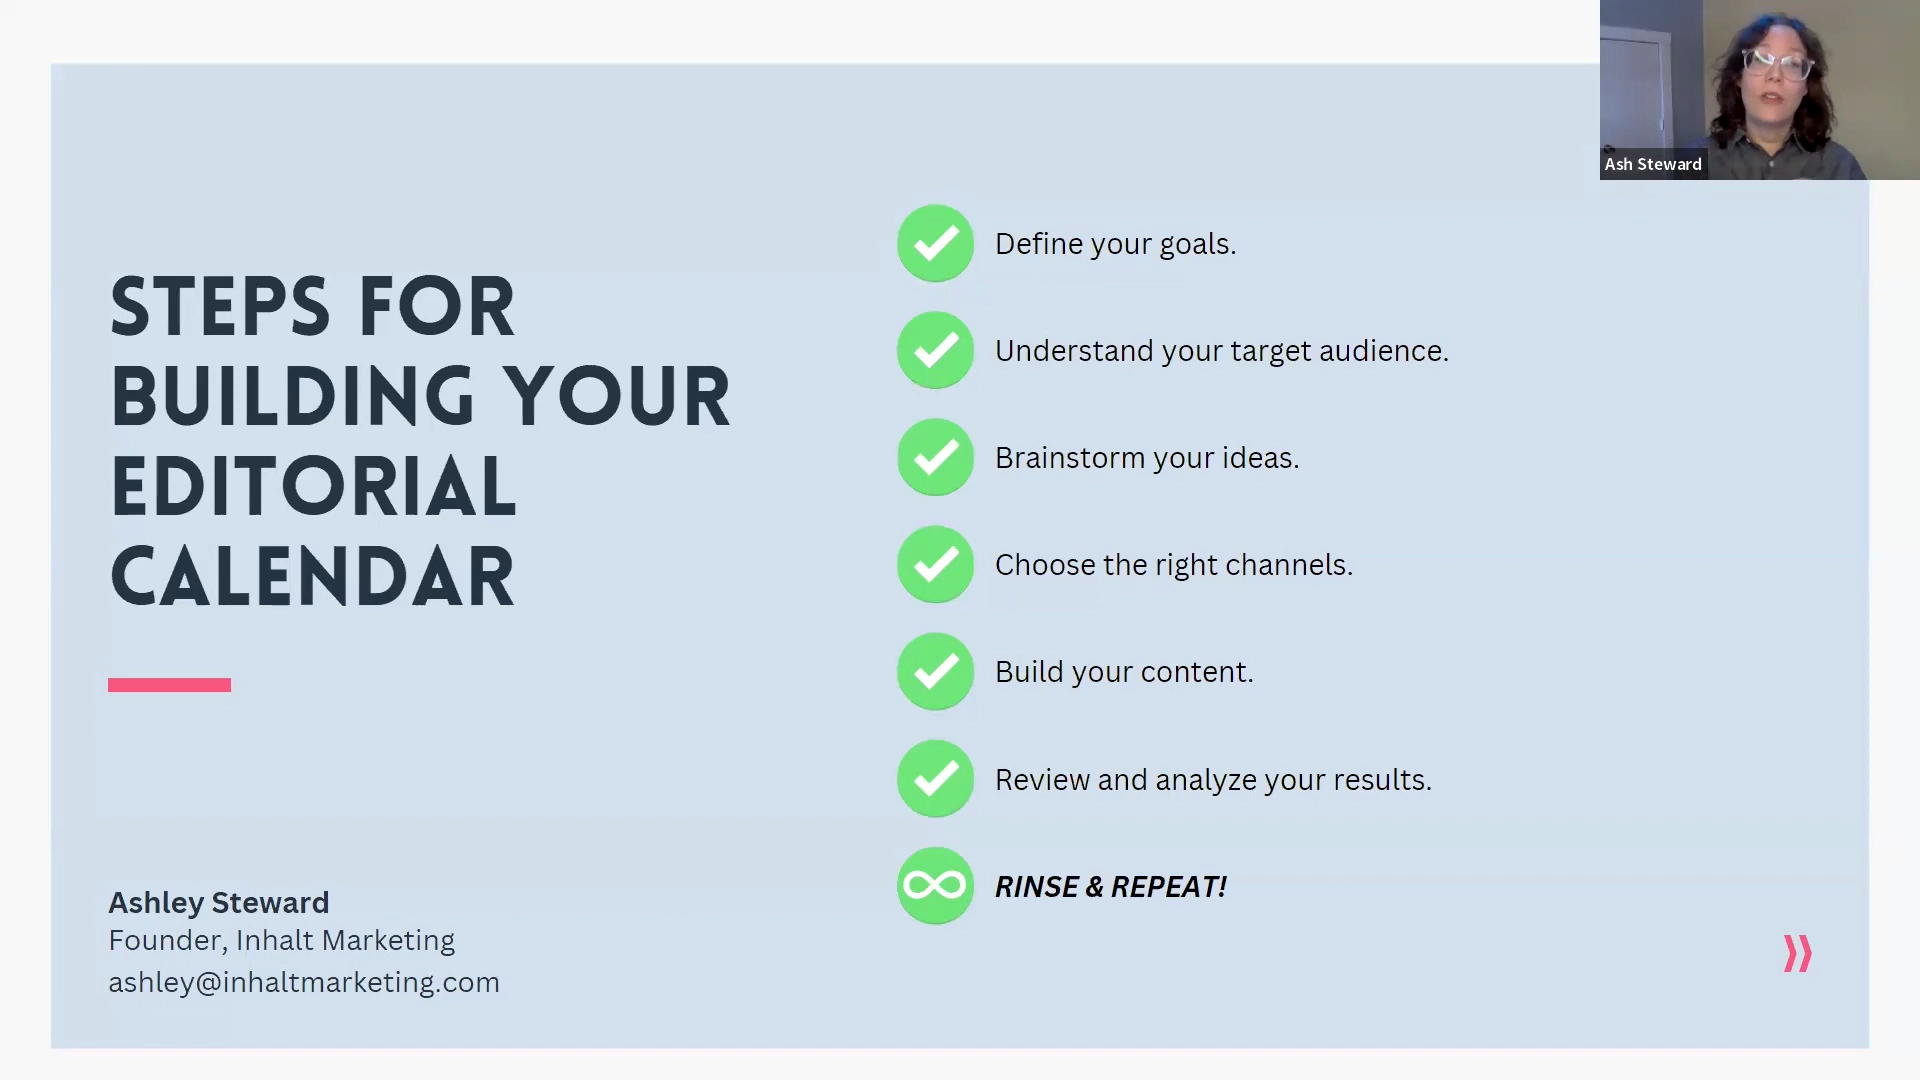 STEPS FOR
BUILDING YOUR
EDITORIAL
CALENDAR
Ashley Steward
Founder, Inhalt Marketing
ashley@inhaltmarketing.com
Define your goals.
Understand your target audience.
Brainstorm your ideas.
Choose the right channels.
Build your content.
Review and analyze your results.
RINSE & REPEAT!
Ash Steward